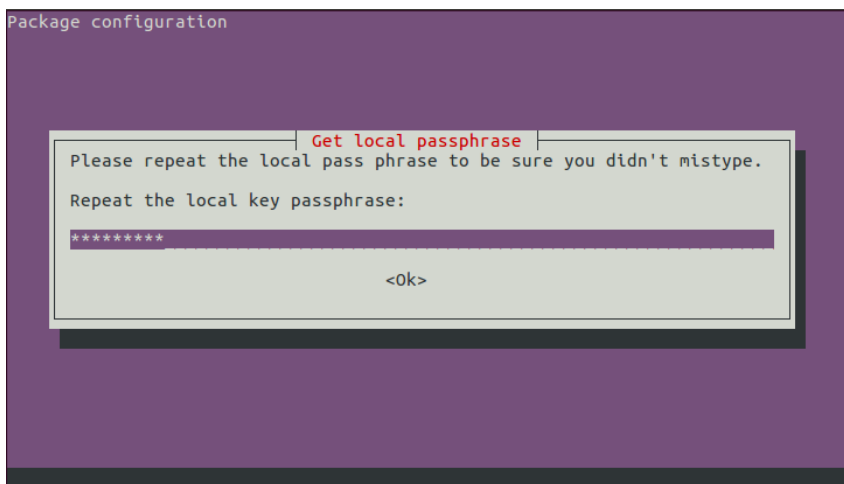 Package configuration
Get local passphrase
Please repeat the local pass phrase to be sure you didn't mistype.
Repeat the local key passphrase:
*********
<Ok>